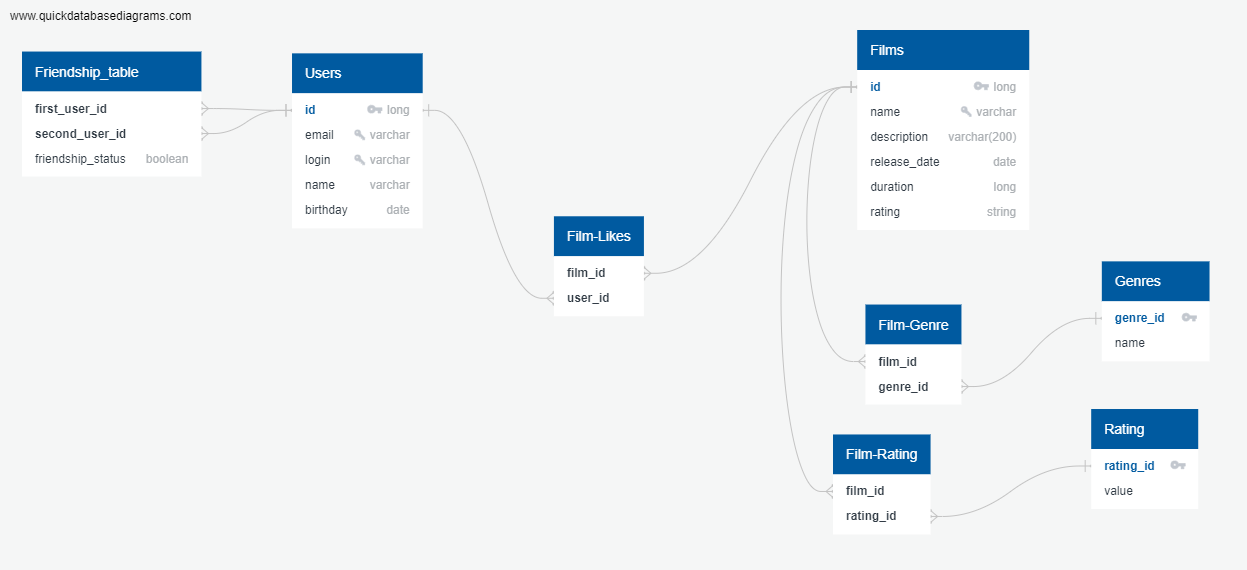 www.quickdatabasediagrams.com
Friendship_table
first_user_id
second_user_id
friendship_status boolean
Users
id long
email varchar
login varchar
name varchar
birthday date
Film-Likes
film_id
user_id
Films
id long
name varchar
description varchar(200)
release_date date
duration long
rating string
Film-Genre
film_id
genre_id
Genres
genre_id
name
Film-Rating
film_id
rating_id
Rating
rating_id
value